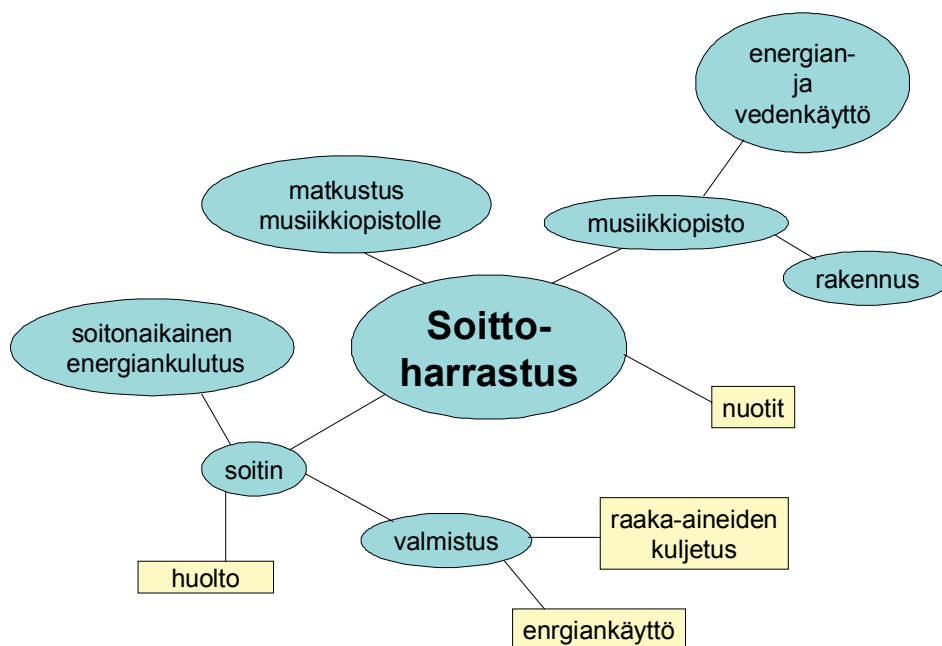 energian-
ja
vedenkäyttö
matkustus
musiikkiopistolle
musiikkiopisto
rakennus
Soitto-
harrastus
soitonaikainen
energiankulutus
nuotit
soitin
raaka-aineiden
kuljetus
valmistus
huolto
enrgiankäyttö